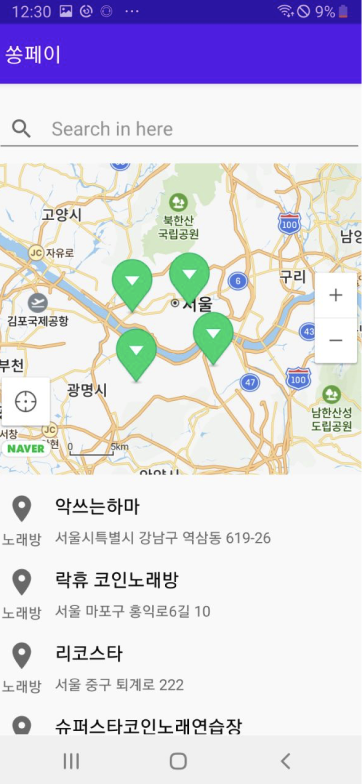 12:30 9%
쏭페이
Search in here
고양시
북한산
국립공원
100
남양
JC 자유로
구리
6
서울
김포국제공항
43
부천
47
100
광명시
남한산성
도립공원
서창
JC
NAVER
0 5km
안양시
악쓰는하마
노래방 서울시특별시 강남구 역삼동 619-26
락휴 코인노래방
노래방 서울 마포구 홍익로6길 10
리코스타
노래방 서울 중구 퇴계로 222
슈퍼스타코인노래연습장